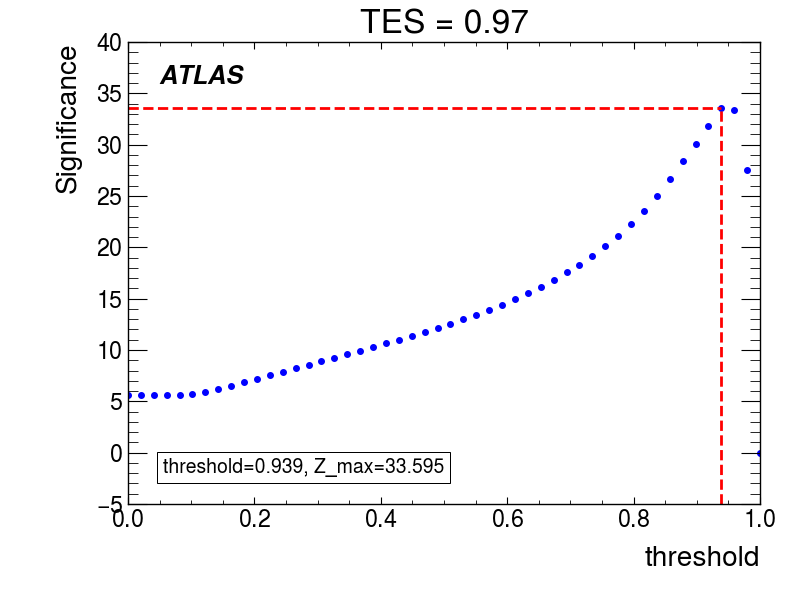 TES = 0.97
Significance
ATLAS
40
35
30
25
20
15
10
5
0
−5
threshold=0.939, Z_max=33.595
0.0 0.2 0.4 0.6 0.8 1.0
threshold